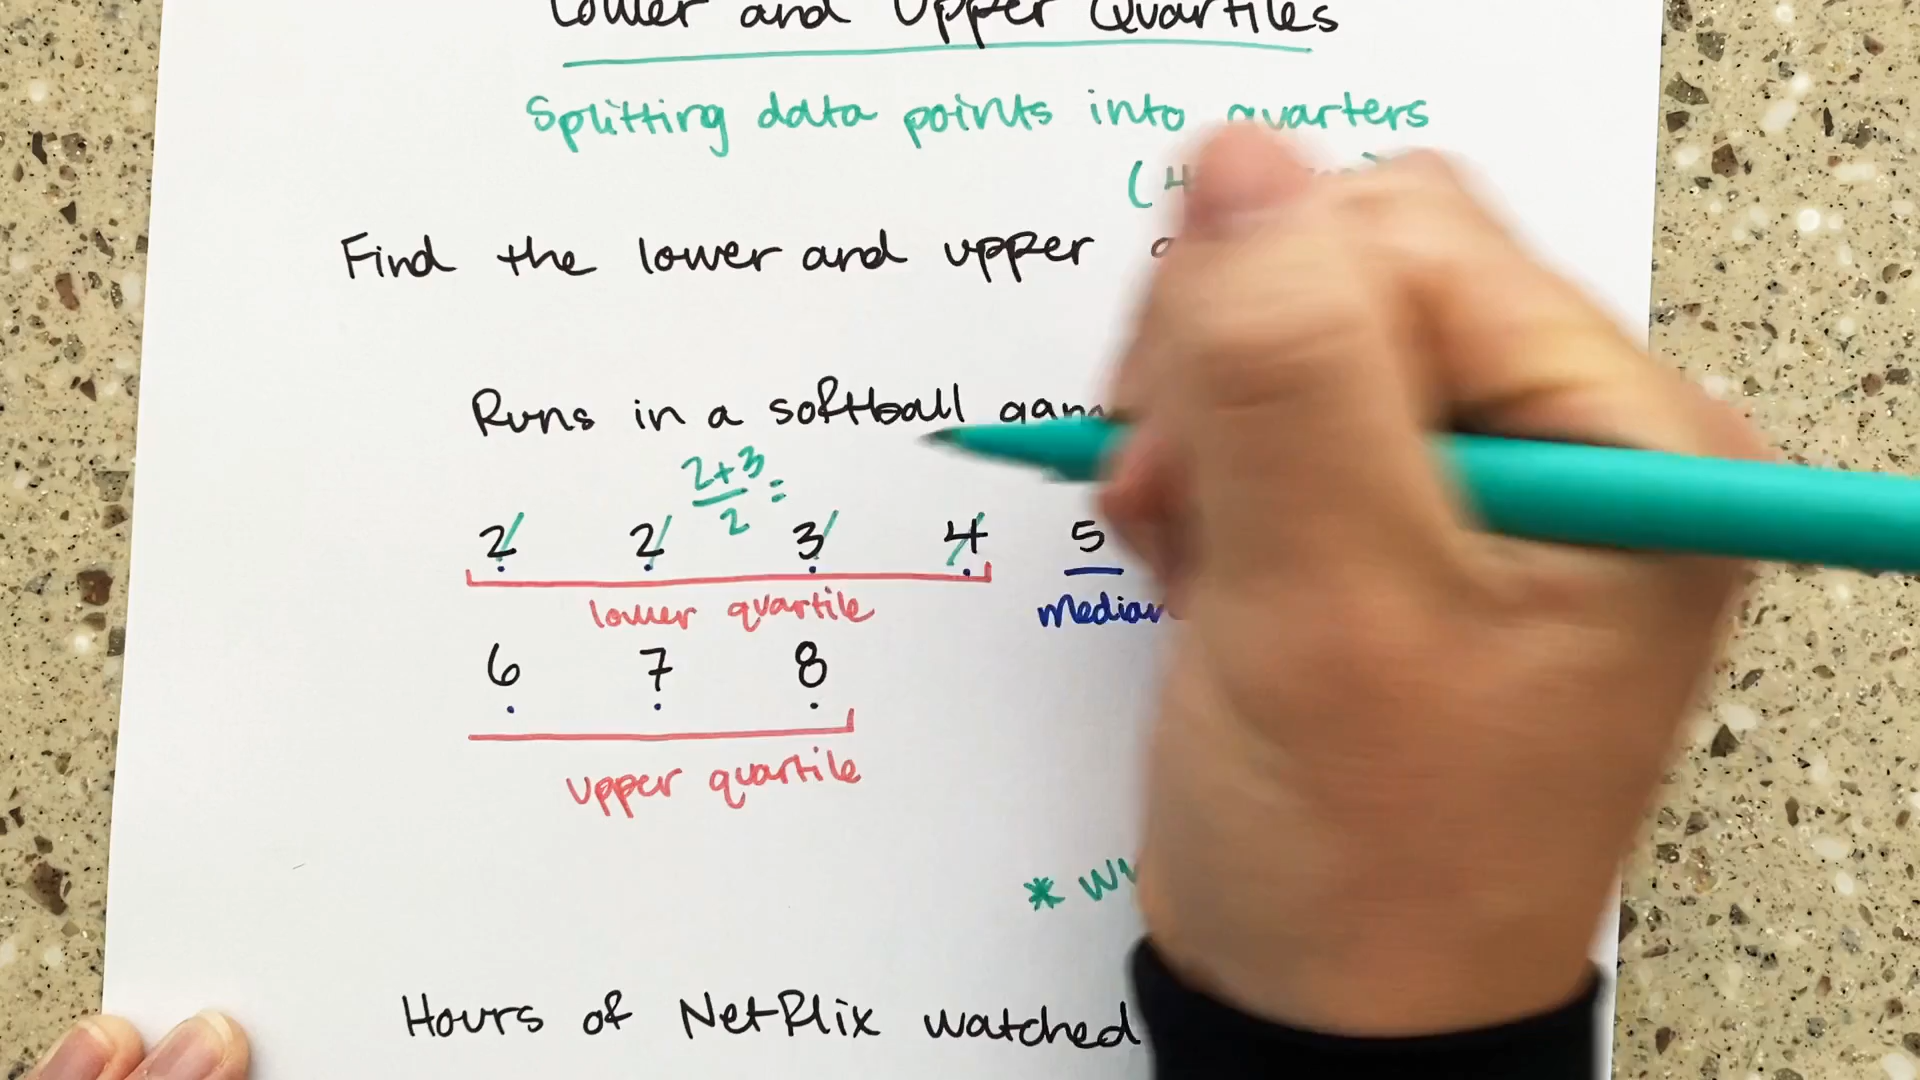 Lower and Upper Quartiles
Splitting data points into quarters
(4
Find the lower and upper
Runs in a softball gam
2+3
2 =
2 2 3 4 5
lower quartile median
6 7 8
upper quartile
*
Hours of Netflix watched